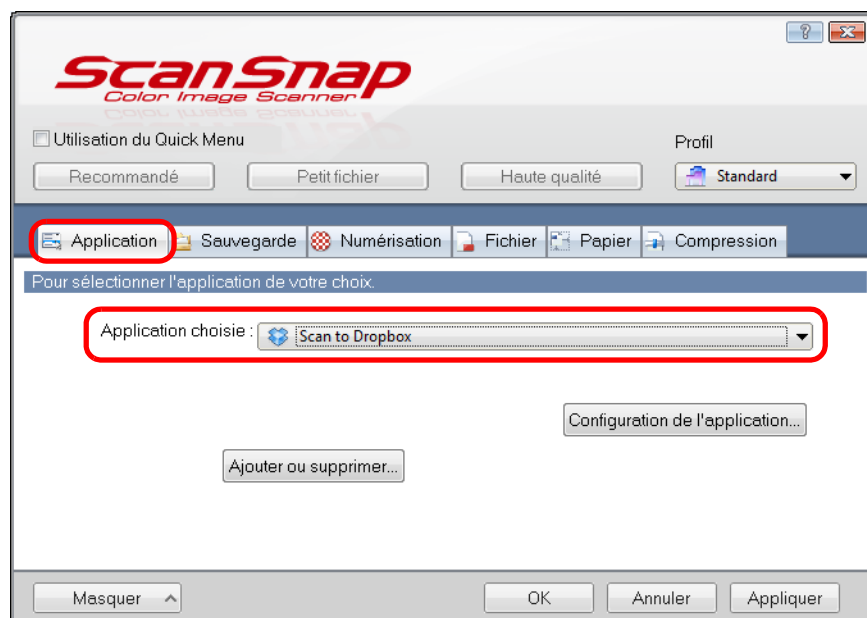 ScanSnap
Color Image Scanner
Utilisation du Quick Menu
Profil
Recommandé
Petit fichier
Haute qualité
Standard
Application
Sauvegarde
Numérisation
Fichier
Papier
Compression
Pour sélectionner l'application de votre choix.
Application choisie :
Scan to Dropbox
Configuration de l'application...
Ajouter ou supprimer...
Masquer
OK
Annuler
Appliquer